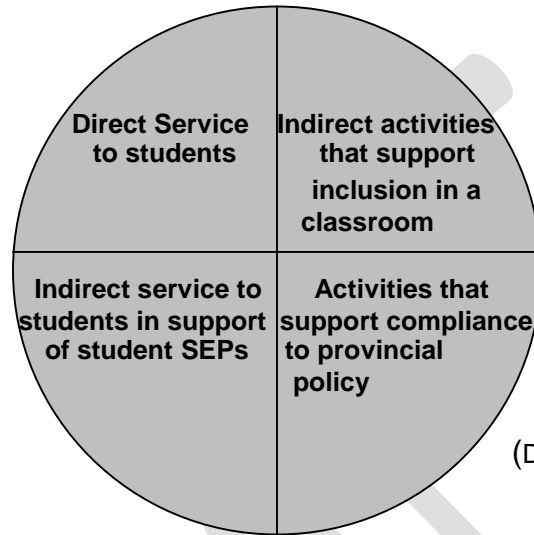 Direct Service
to students
Indirect activities
that support
inclusion in a
classroom
Indirect service to
students in support
of student SEPs
Activities that
support compliance
to provincial
policy
(D